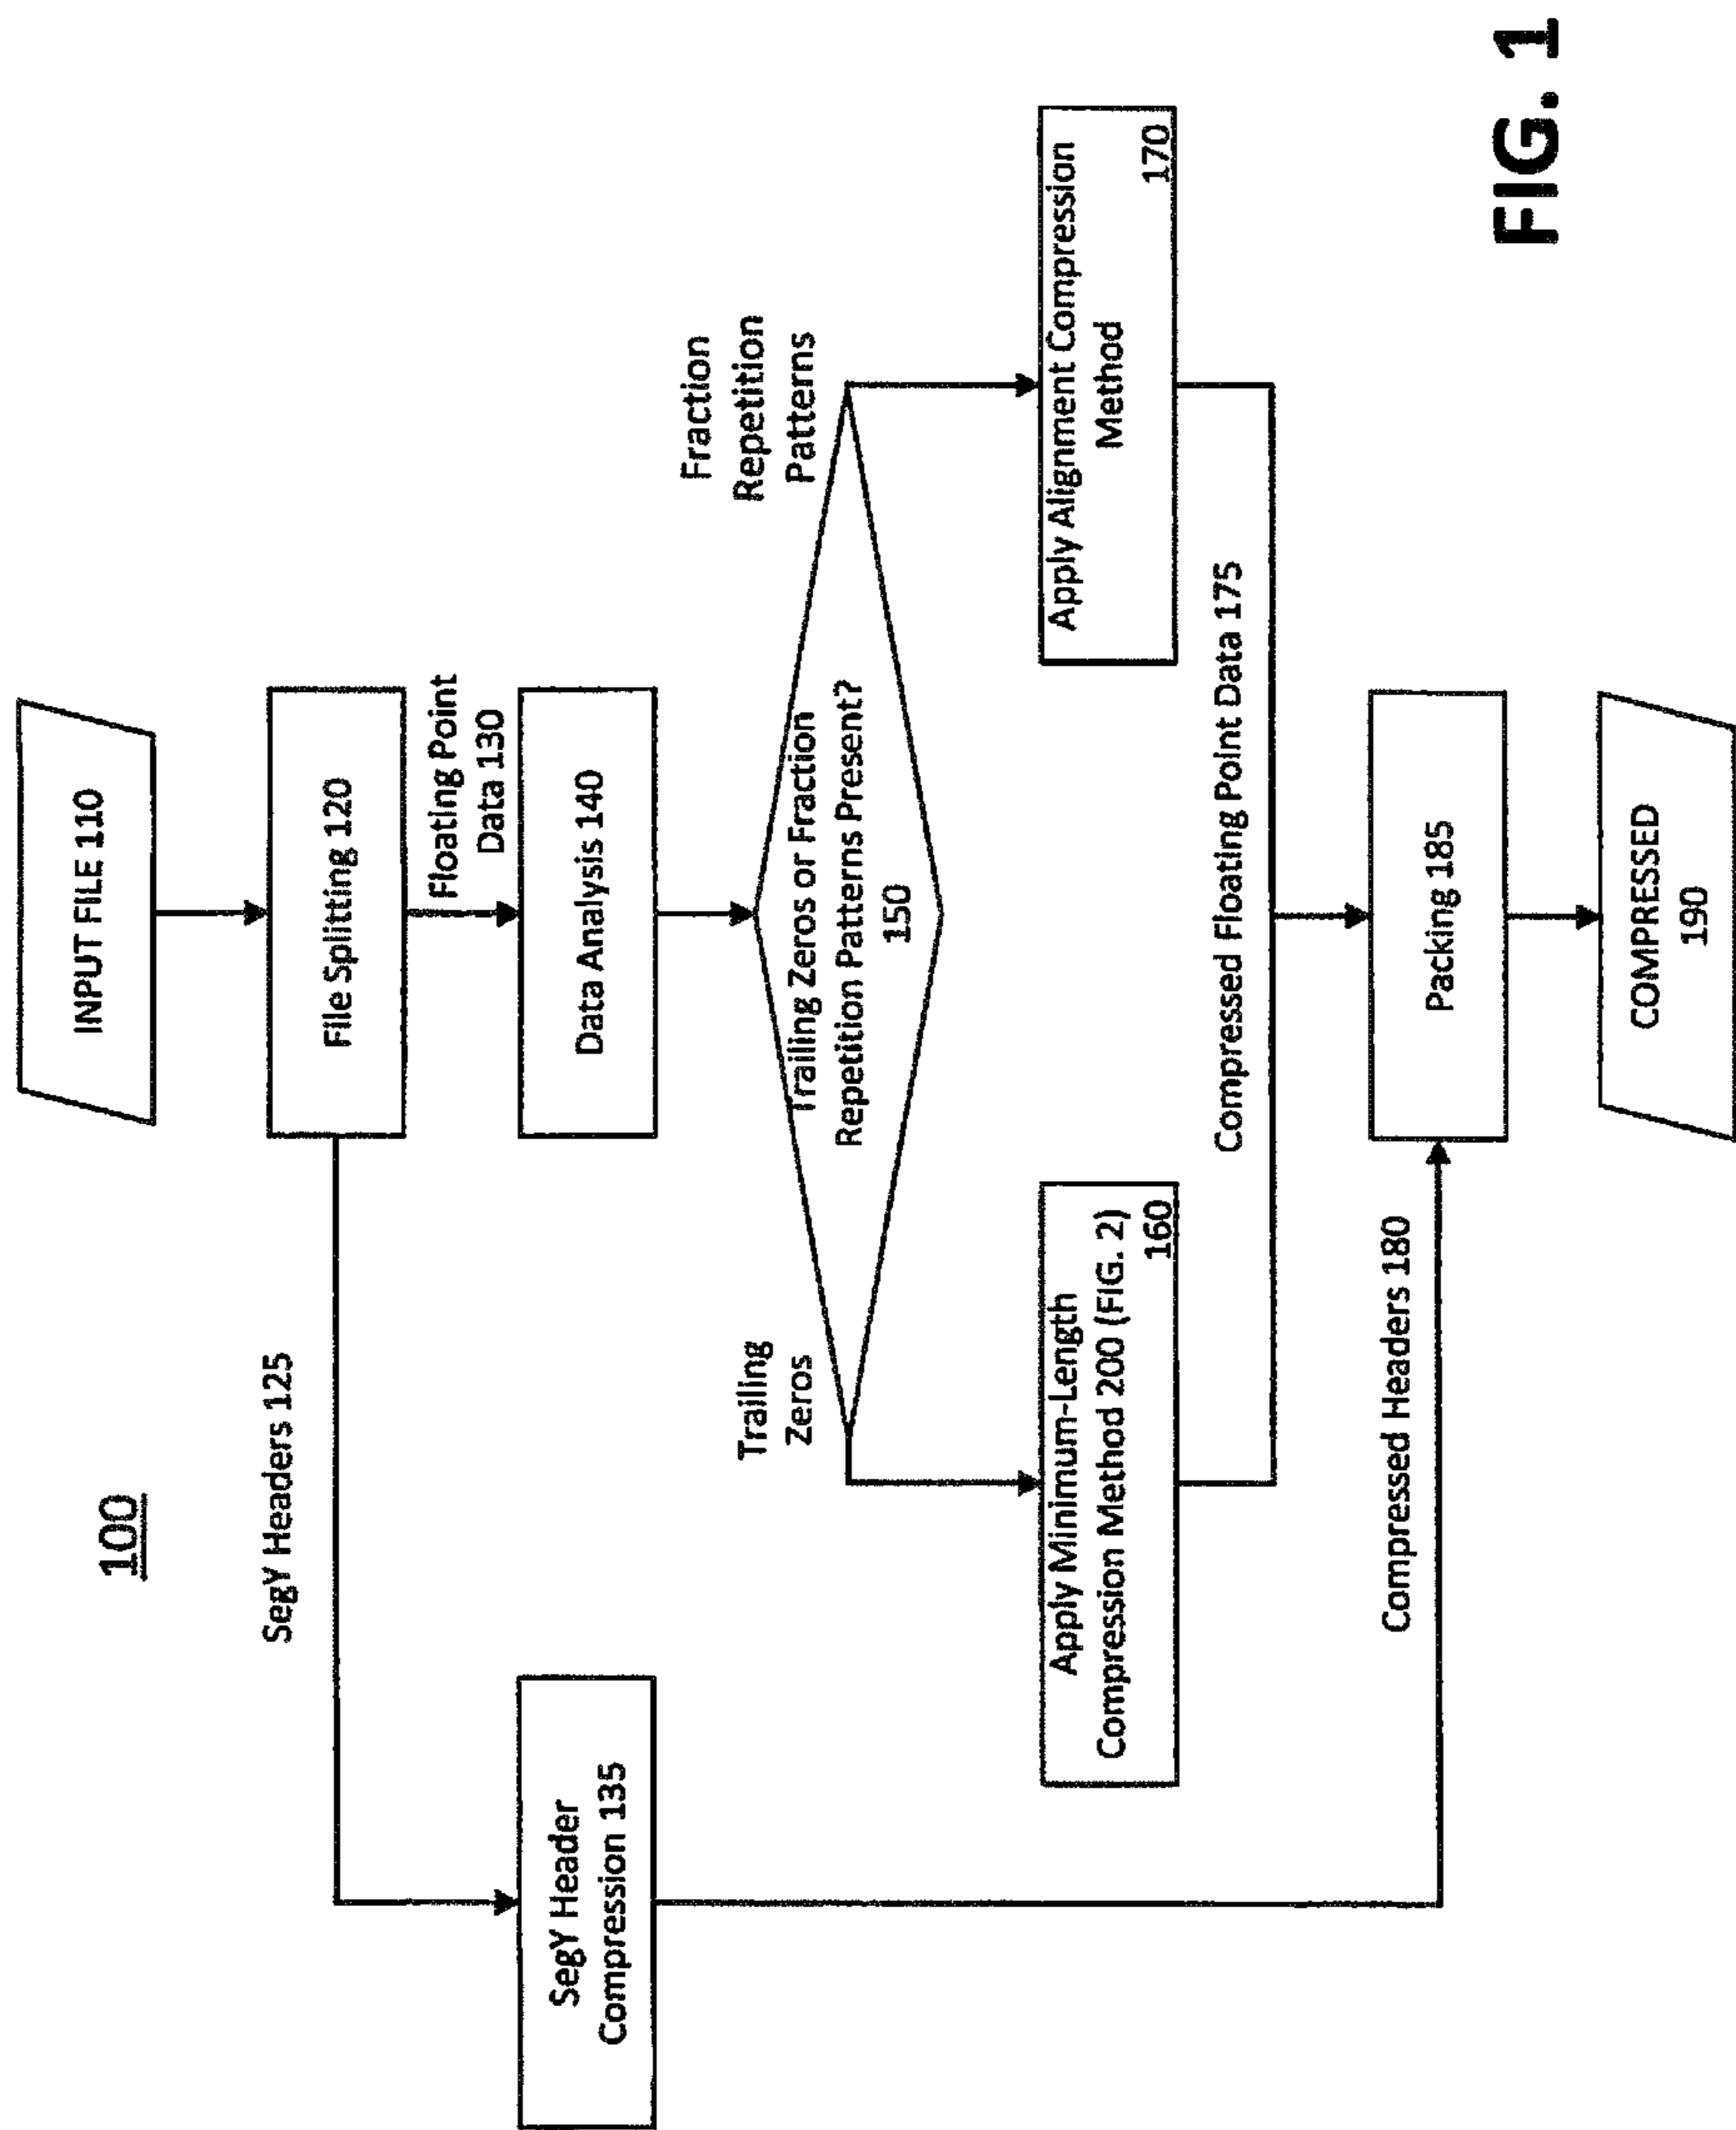 100
INPUT FILE 110
SegY Headers 125
File Splitting 120
Floating Point
Data 130
SegY Header
Compression 135
Data Analysis 140
Trailing
Zeros
Trailing Zeros or Fraction
Repetition Patterns Present?
150
Fraction
Repetition
Patterns
Apply Minimum-Length
Compression Method 200 (FIG. 2)
160
Apply Alignment Compression
Method
170
Compressed Floating Point Data 175
Compressed Headers 180
Packing 185
COMPRESSED
190
FIG. 1